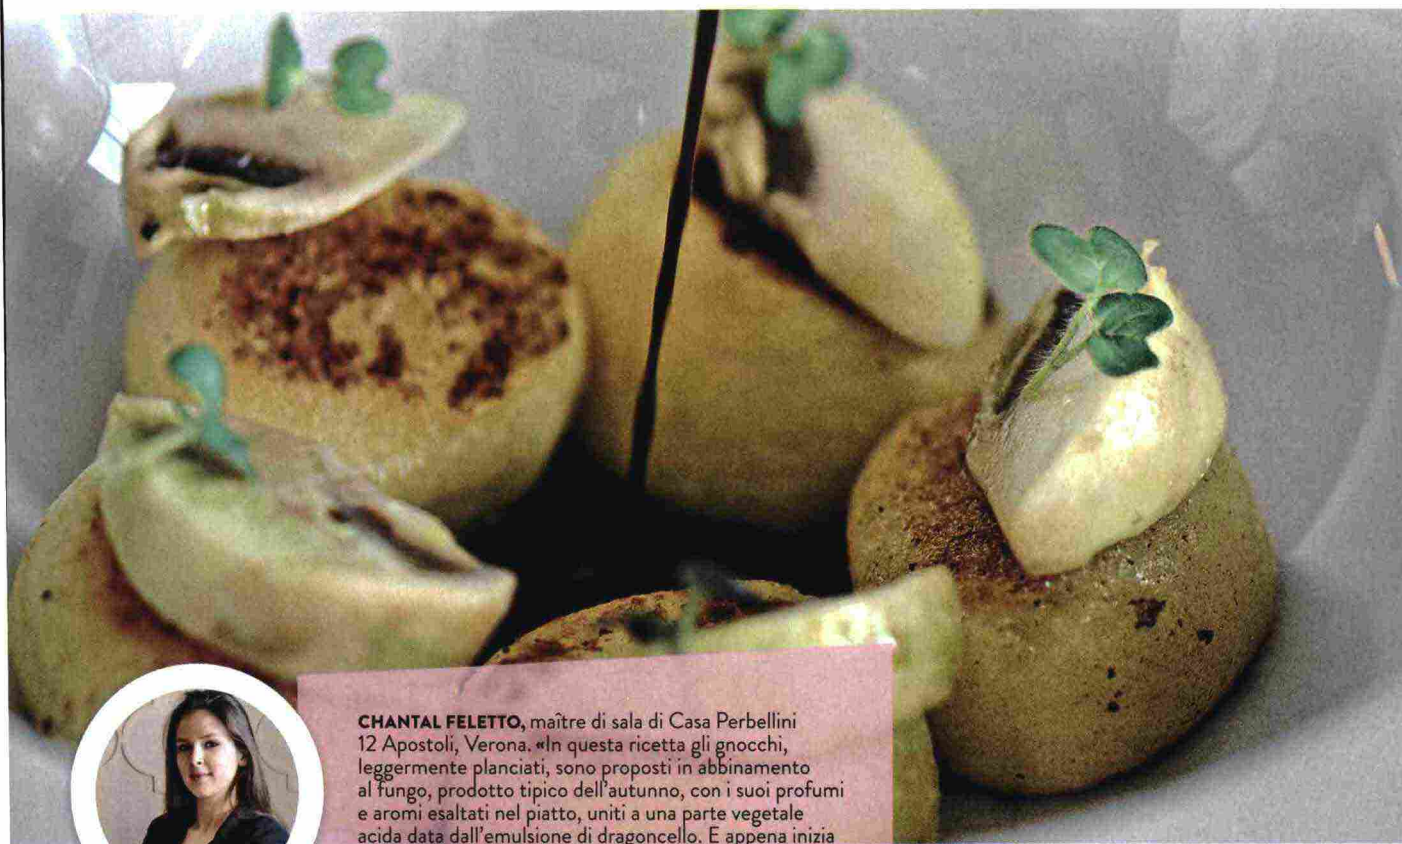 CHANTAL FELETTO, maître di sala di Casa Perbellini
12 Apostoli, Verona. «In questa ricetta gli gnocchi,
leggermente planciati, sono proposti in abbinamento
al fungo, prodotto tipico dell'autunno, con i suoi profumi
e aromi esaltati nel piatto, uniti a una parte vegetale
acida data dall'emulsione di dragoncello. E appena inizia